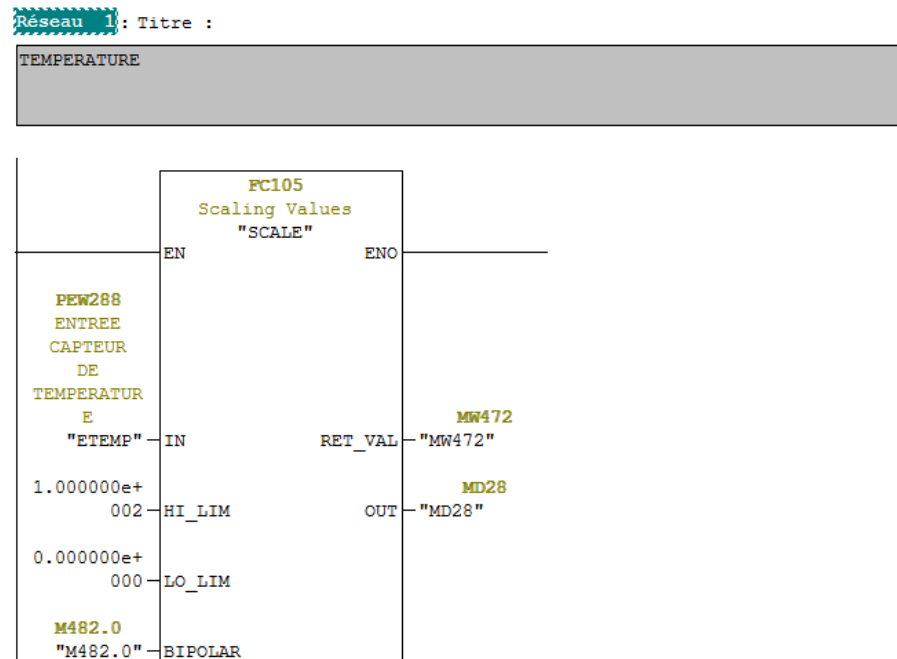 Réseau 1: Titre :
TEMPERATURE
FC105
Scaling Values
"SCALE"
EN ENO
PEW288
ENTREE
CAPTEUR
DE
TEMPERATUR
E
MW472
"ETEMP" IN RET_VAL "MW472"
1.000000e+
MD28
002 HI_LIM OUT "MD28"
0.000000e+
000 LO_LIM
M482.0
"M482.0" BIPOLAR